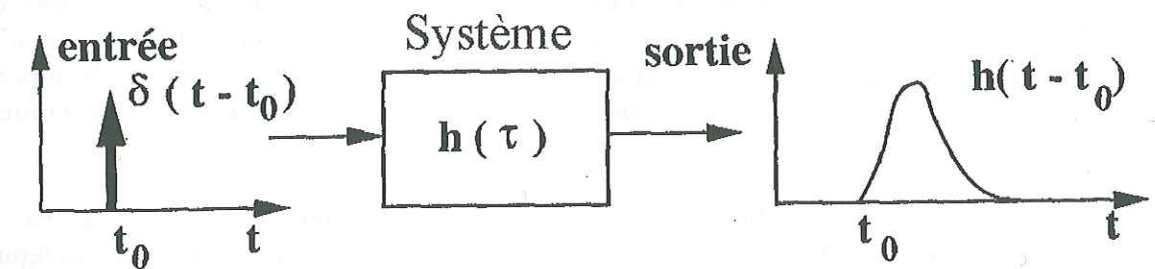 entrée
δ ( t - t₀)
t₀
t
Système
h ( τ )
sortie
h( t - t₀)
t₀
t